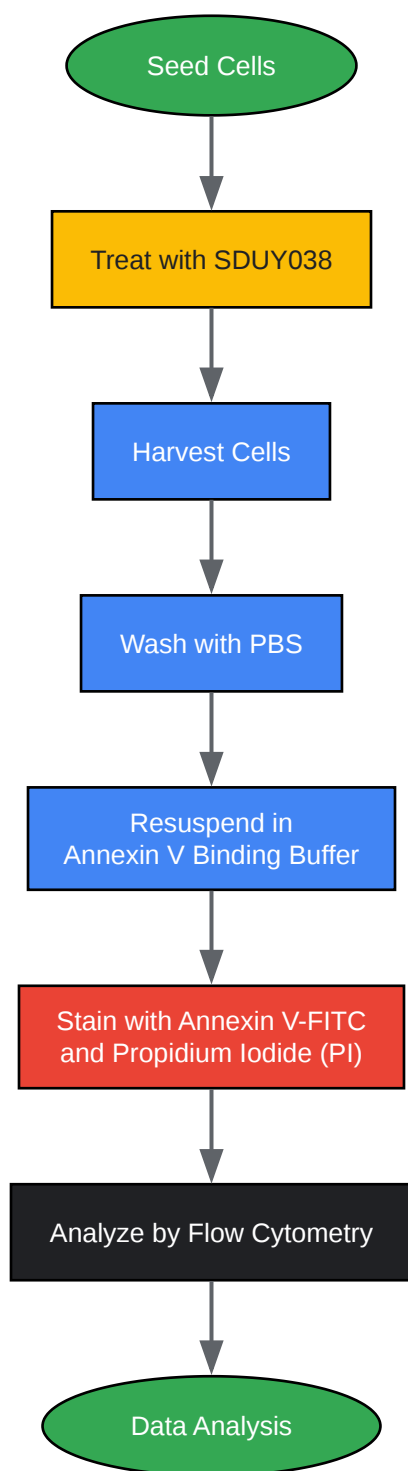 Seed Cells
Treat with SDUY038
Harvest Cells
Wash with PBS
Resuspend in
Annexin V Binding Buffer
Stain with Annexin V-FITC
and Propidium Iodide (PI)
Analyze by Flow Cytometry
Data Analysis